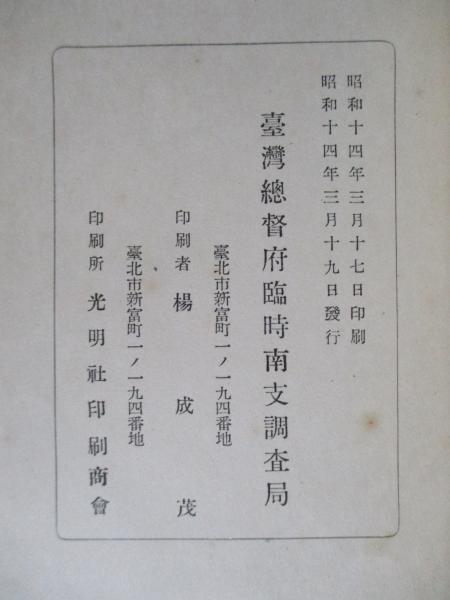 昭和十四年三月十七日印刷
昭和十四年三月十九日發行
臺灣總督府臨時南支調査局
臺北市新富町一ノ一九四番地
印刷者 楊成茂
臺北市新富町一ノ一九四番地
印刷所 光明社印刷商會